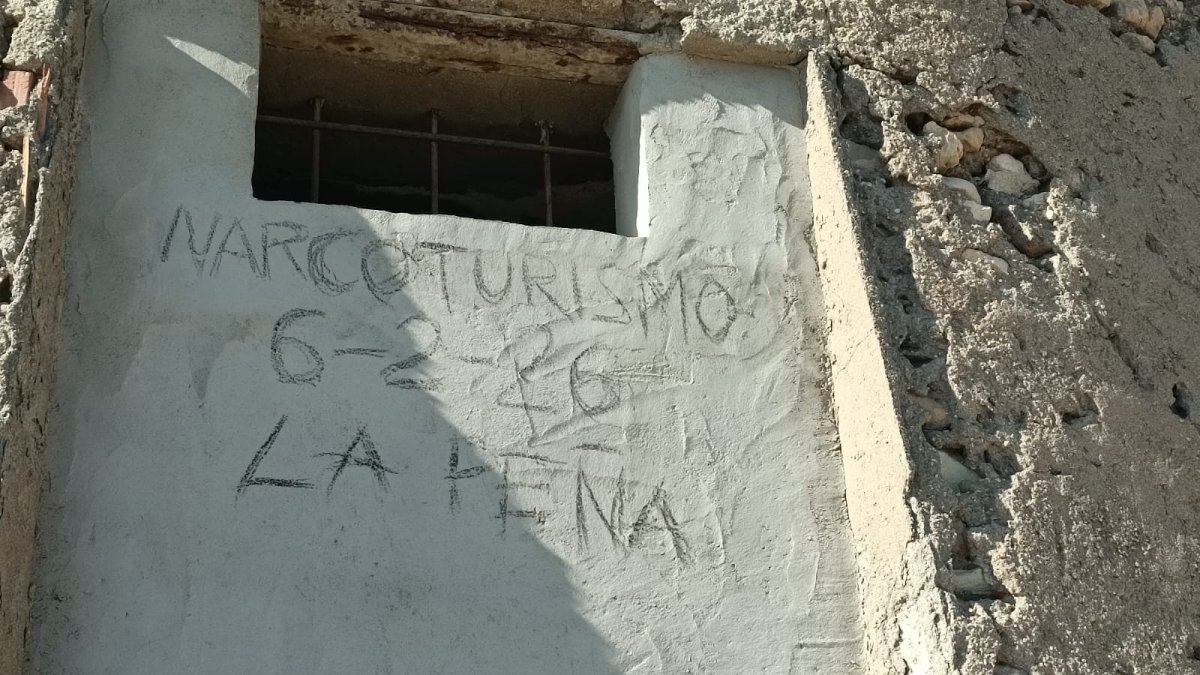 NARCOTURISMO
6-2-26
LA PEÑA